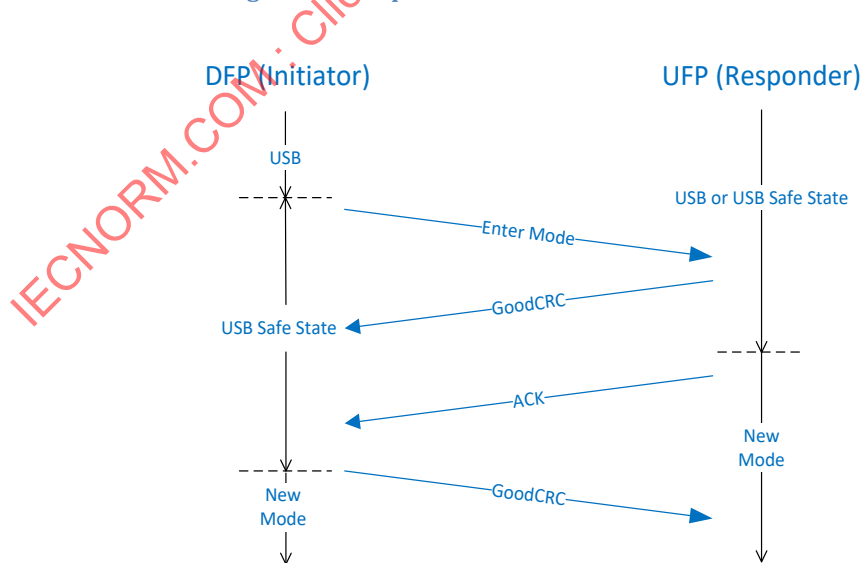 DFP (Initiator)
UFP (Responder)
USB
USB or USB Safe State
Enter Mode
GoodCRC
USB Safe State
ACK
New
Mode
New
Mode
GoodCRC
IECNORM.COM: